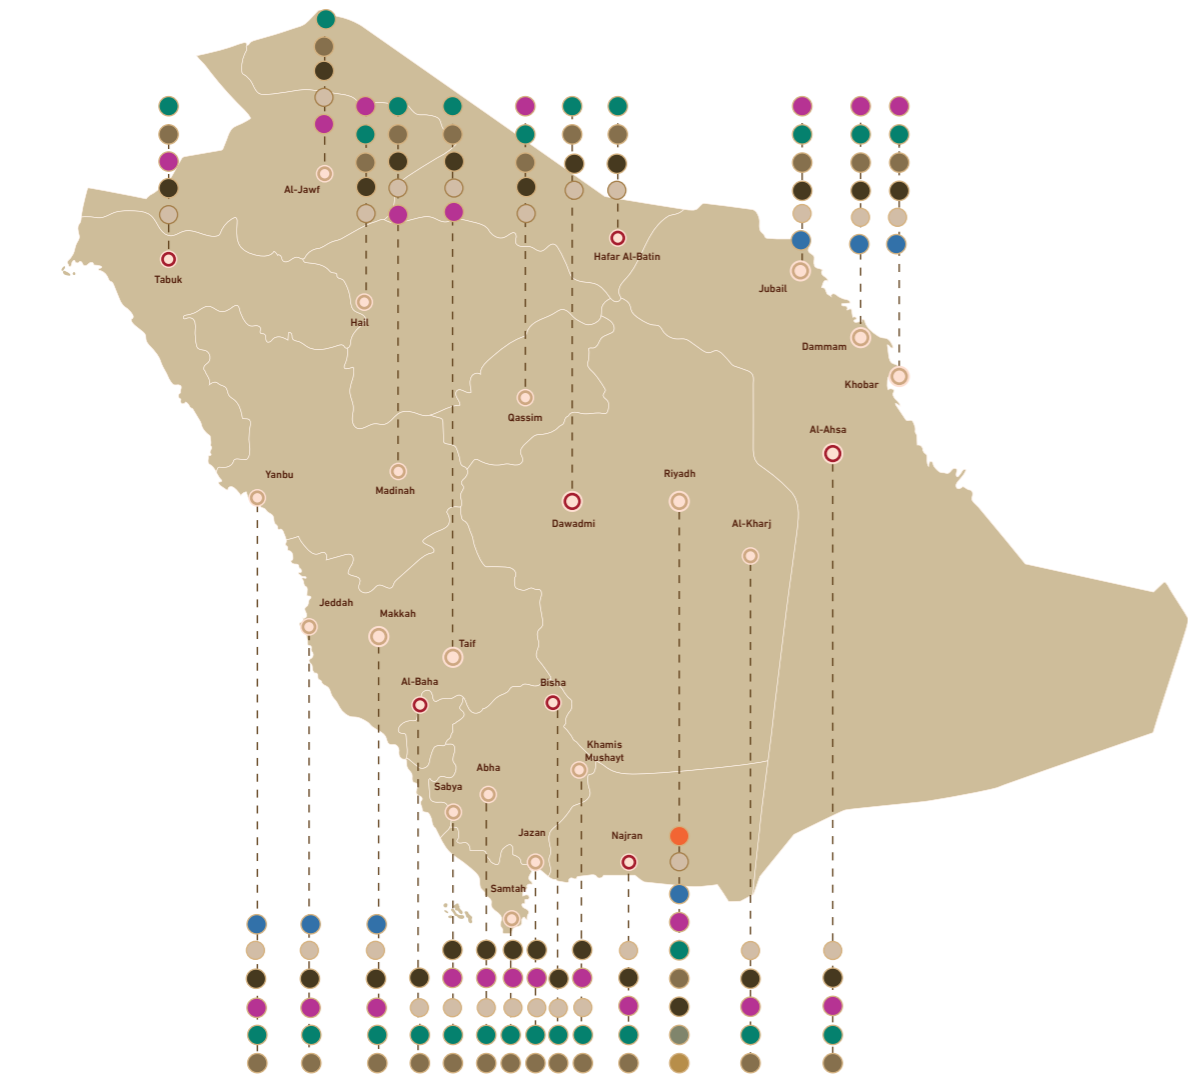 Al-Jawf
Hafar Al-Batin
Tabuk
Jubail
Hail
Dammam
Khobar
Qassim
Al-Ahsa
Yanbu
Riyadh
Madinah
Dawadmi
Al-Kharj
Jeddah
Makkah
Taif
Al-Baha
Bisha
Khamis
Mushayt
Abha
Sabya
Jazan
Najran
Samtah